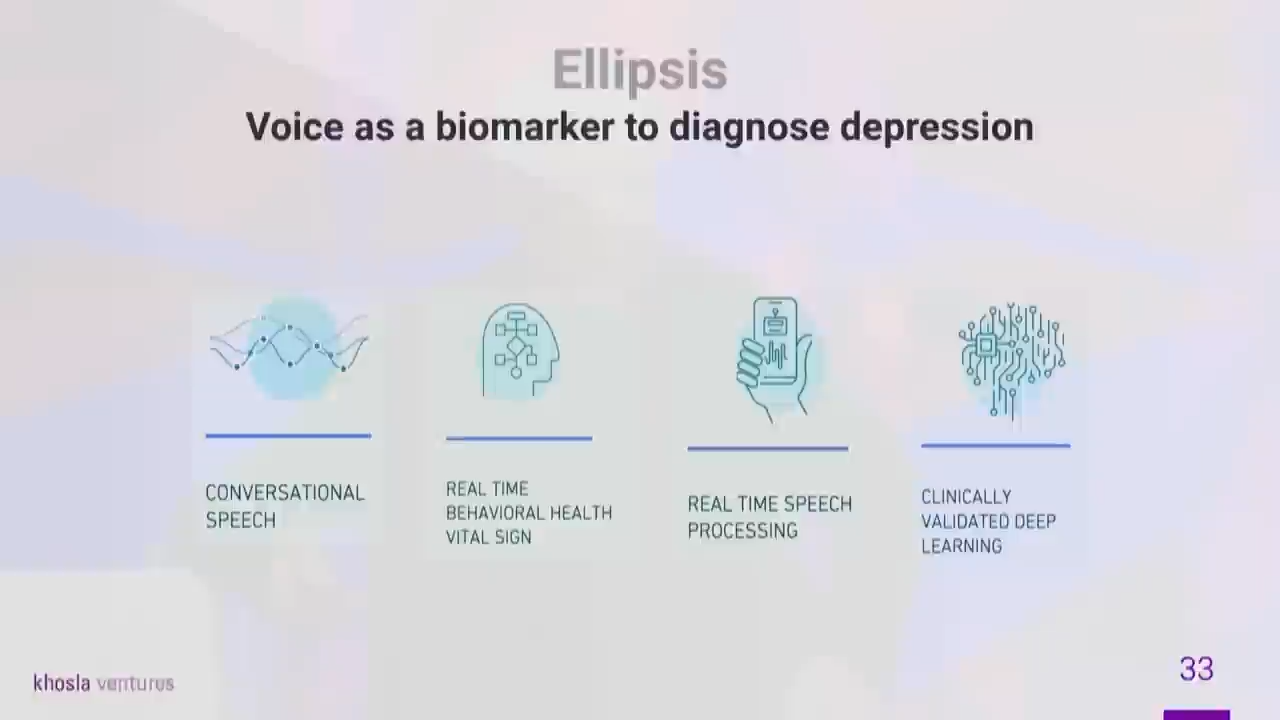 Ellipsis
Voice as a biomarker to diagnose depression
CONVERSATIONAL
SPEECH
REAL TIME
BEHAVIORAL HEALTH
VITAL SIGN
REAL TIME SPEECH
PROCESSING
CLINICALLY
VALIDATED DEEP
LEARNING
khosla ventures
33